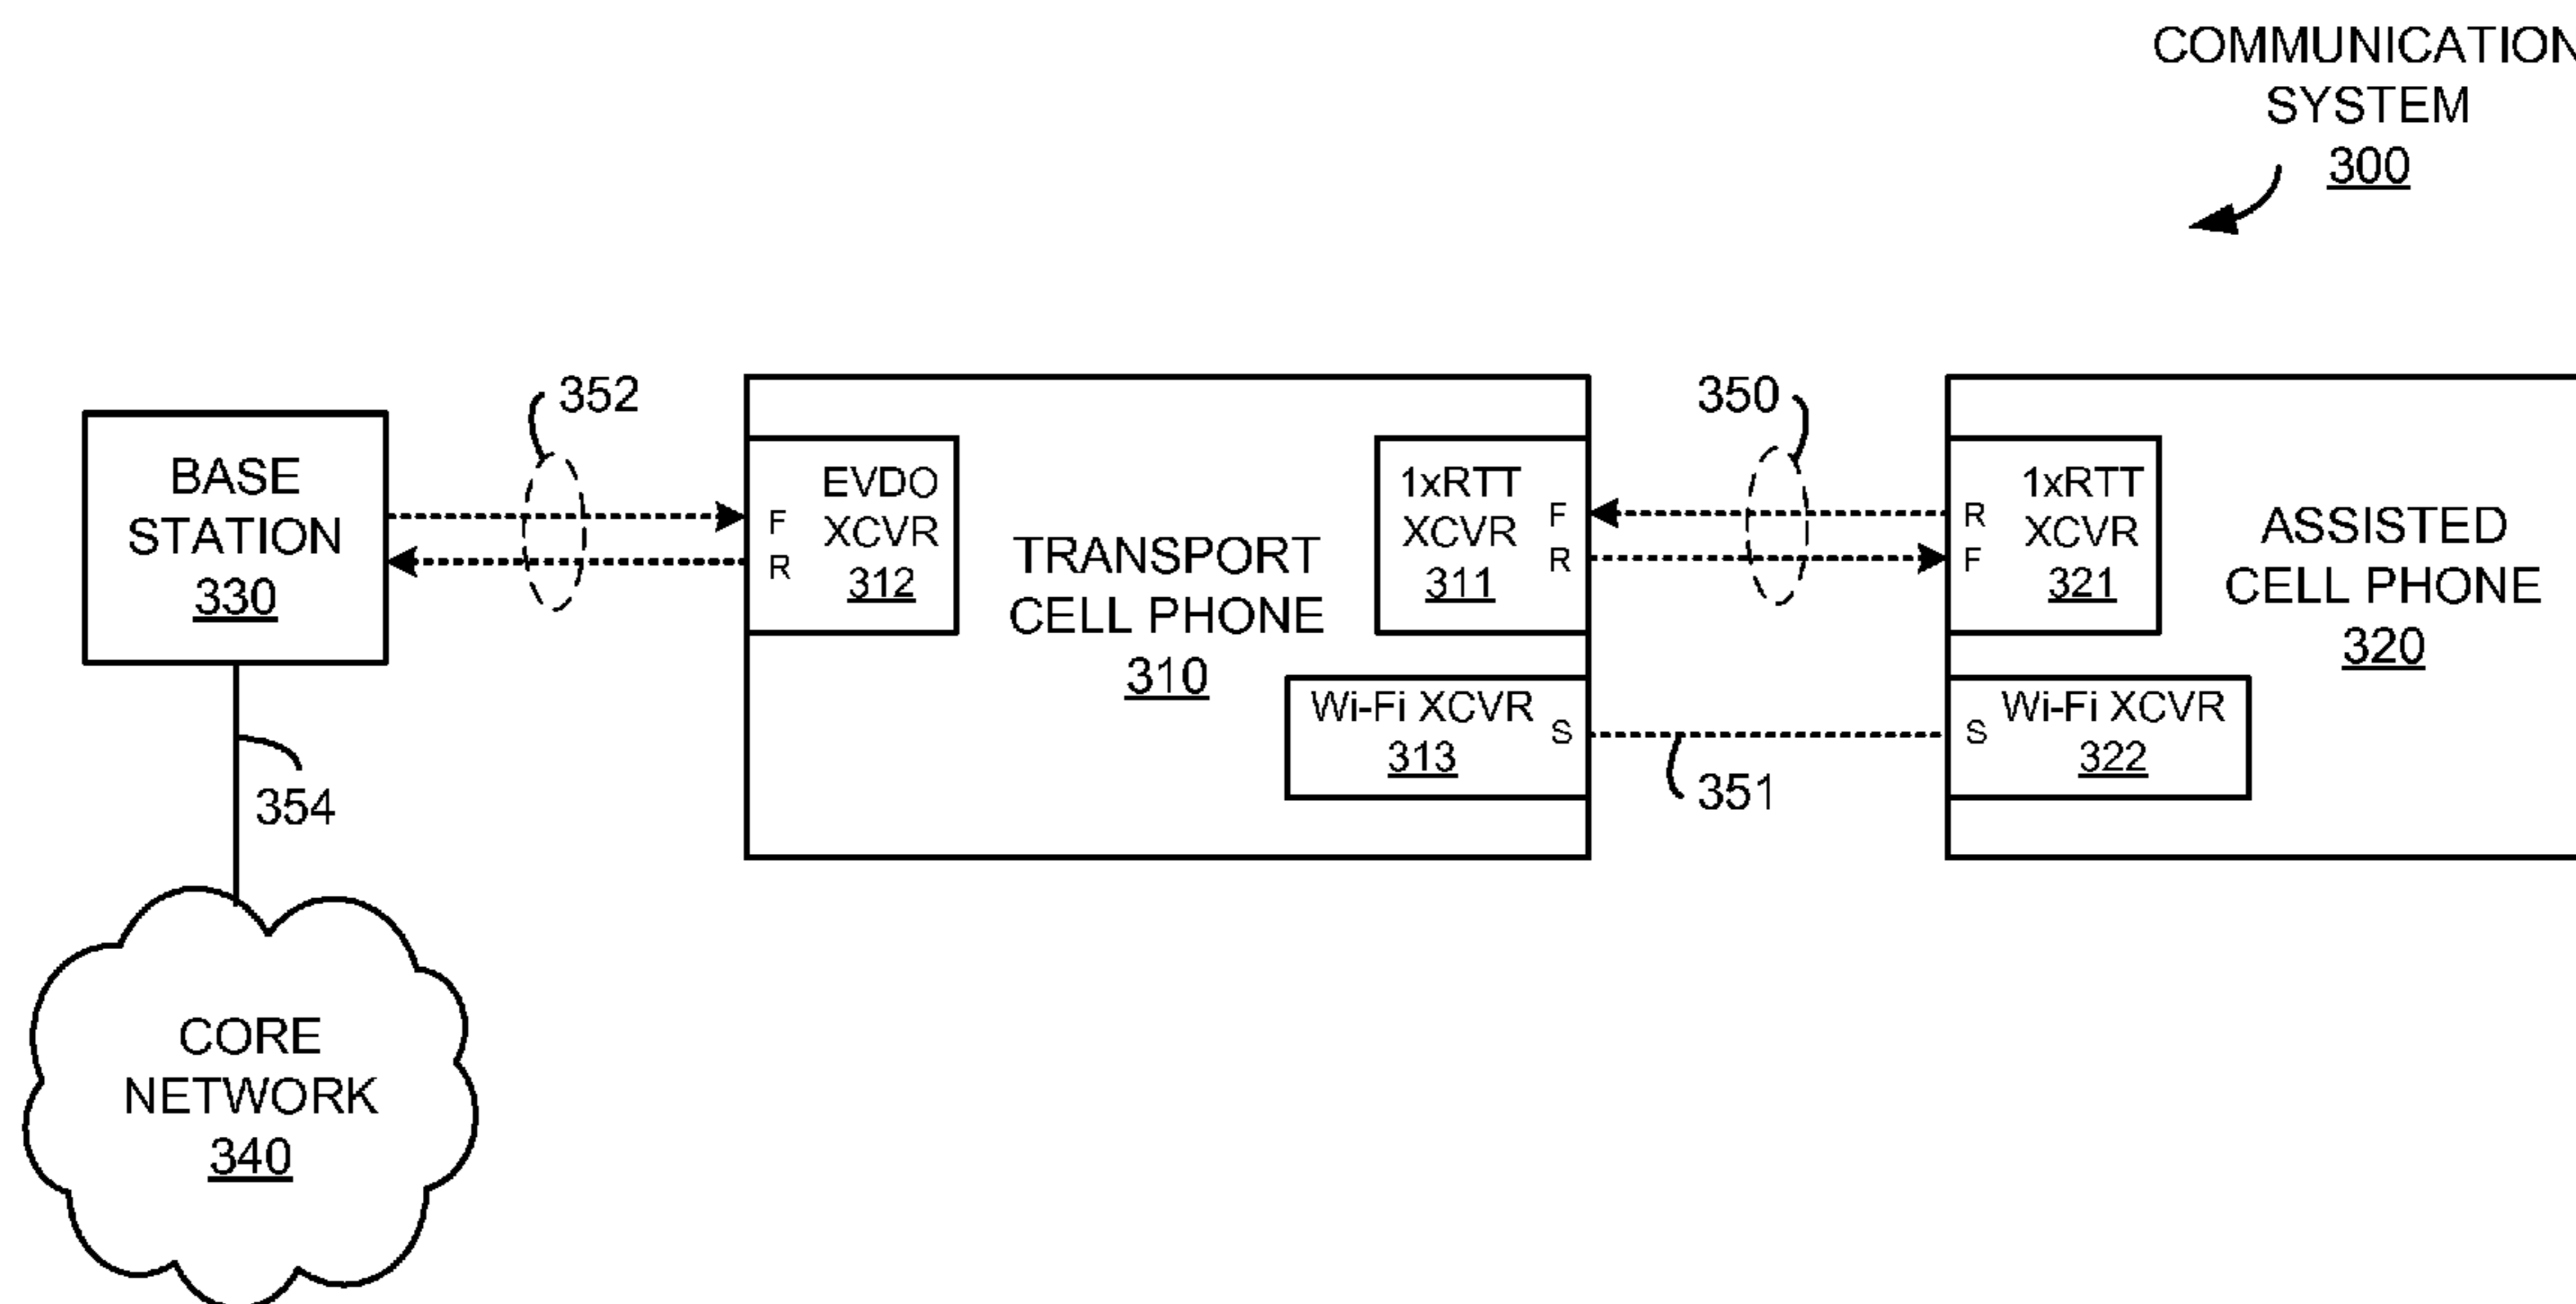 COMMUNICATION
SYSTEM
300
352
350
BASE
STATION
330
F
R
EVDO
XCVR
312
TRANSPORT
CELL PHONE
310
1xRTT
XCVR
311
F
R
R
F
1xRTT
XCVR
321
ASSISTED
CELL PHONE
320
Wi-Fi XCVR
313
S
351
S
Wi-Fi XCVR
322
354
CORE
NETWORK
340